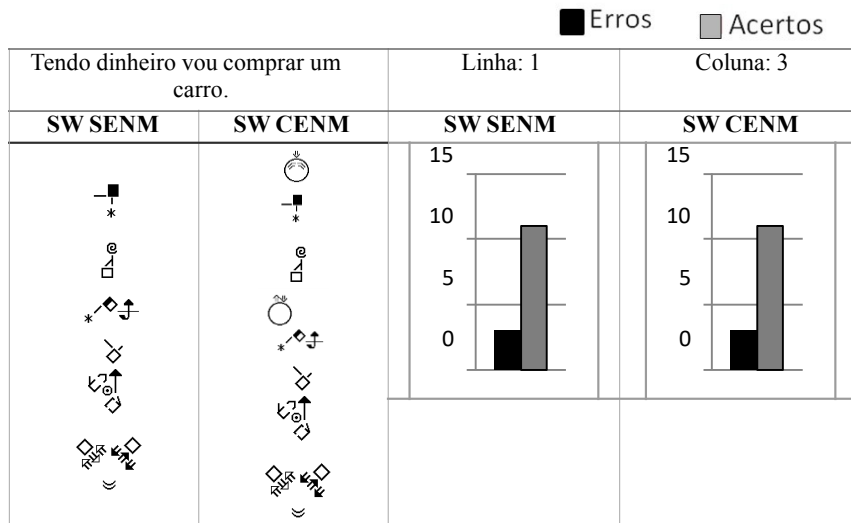 Erros Acertos
Tendo dinheiro vou comprar um
carro.
Linha: 1
Coluna: 3
SW SENM
SW CENM
SW SENM
SW CENM
15
10
5
0
15
10
5
0